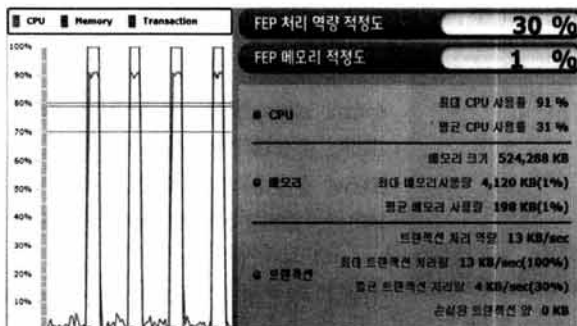 CPU Memory Transaction
100%
90%
80%
70%
60%
50%
40%
30%
20%
10%
FEP 처리 역량 적정도 30 %
FEP 메모리 적정도 1 %
CPU
최대 CPU 사용률 91 %
평균 CPU 사용률 31 %
메모리
메모리 크기 524,288 KB
최대 메모리사용량 4,120 KB(1%)
평균 메모리 사용량 198 KB(1%)
트랜잭션
트랜잭션 처리 역량 13 KB/sec
최대 트랜잭션 처리량 13 KB/sec(100%)
평균 트랜잭션 처리량 4 KB/sec(30%)
손실된 트랜잭션 양 0 KB